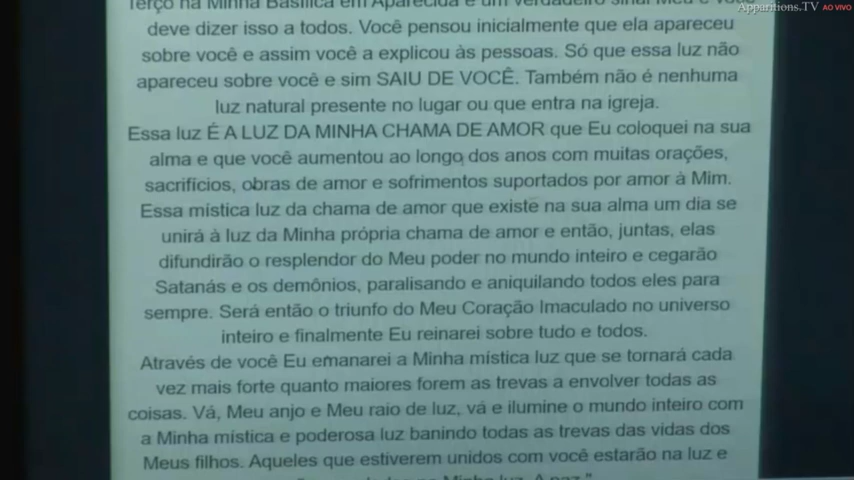 Apparitions.TV AO VIVO
Terço na Minha Basílica em Aparecida é um verdadeiro sinal Meu e você
deve dizer isso a todos. Você pensou inicialmente que ela apareceu
sobre você e assim você a explicou às pessoas. Só que essa luz não
apareceu sobre você e sim SAIU DE VOCÊ. Também não é nenhuma
luz natural presente no lugar ou que entra na igreja.
Essa luz É A LUZ DA MINHA CHAMA DE AMOR que Eu coloquei na sua
alma e que você aumentou ao longo dos anos com muitas orações,
sacrifícios, obras de amor e sofrimentos suportados por amor à Mim.
Essa mística luz da chama de amor que existe na sua alma um dia se
unirá à luz da Minha própria chama de amor e então, juntas, elas
difundirão o resplendor do Meu poder no mundo inteiro e cegarão
Satanás e os demônios, paralisando e aniquilando todos eles para
sempre. Será então o triunfo do Meu Coração Imaculado no universo
inteiro e finalmente Eu reinarei sobre tudo e todos.
Através de você Eu emanarei a Minha mística luz que se tornará cada
vez mais forte quanto maiores forem as trevas a envolver todas as
coisas. Vá, Meu anjo e Meu raio de luz, vá e ilumine o mundo inteiro com
a Minha mística e poderosa luz banindo todas as trevas das vidas dos
Meus filhos. Aqueles que estiverem unidos com você estarão na luz e
Minha luz. A paz."